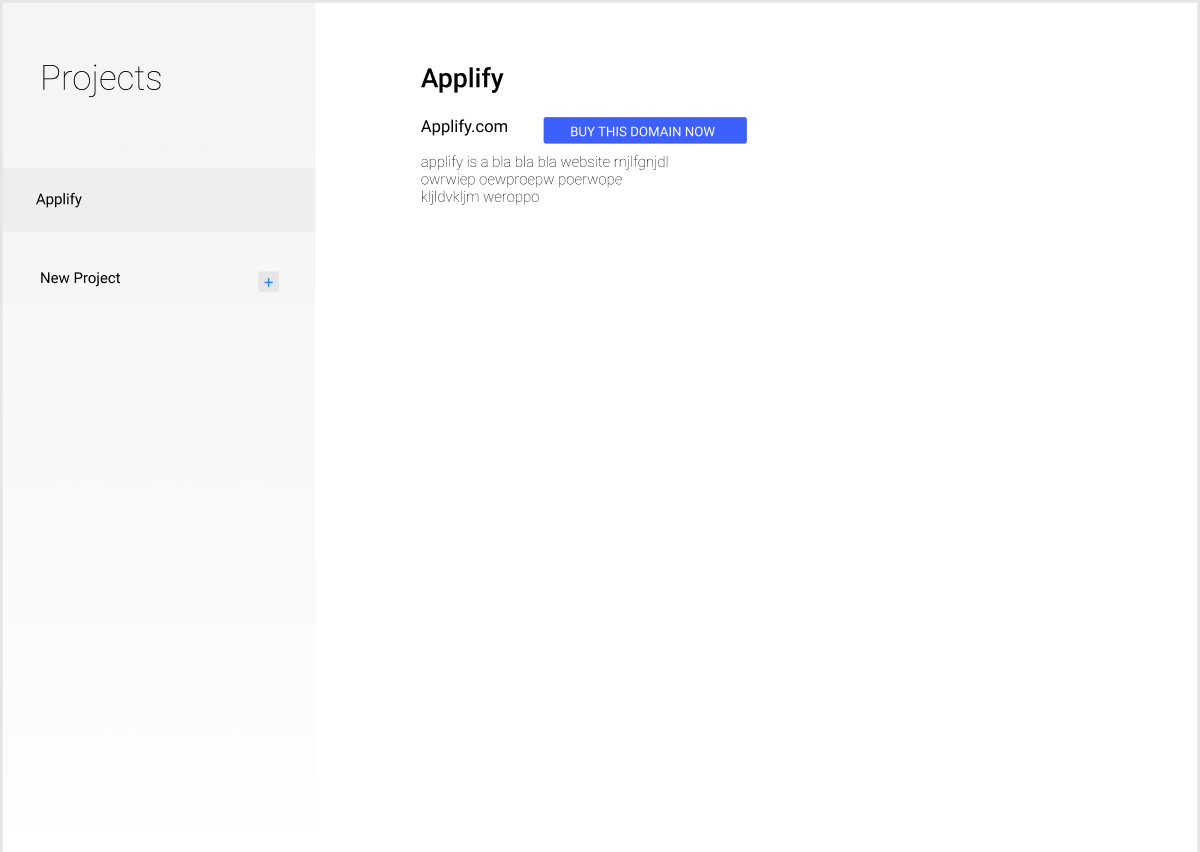 Projects
Applify
New Project
+
Applify
Applify.com
BUY THIS DOMAIN NOW
applify is a bla bla bla website rnjlfgnjdl
owrwiep oewproepw poerwope
kljldvkljm weroppo